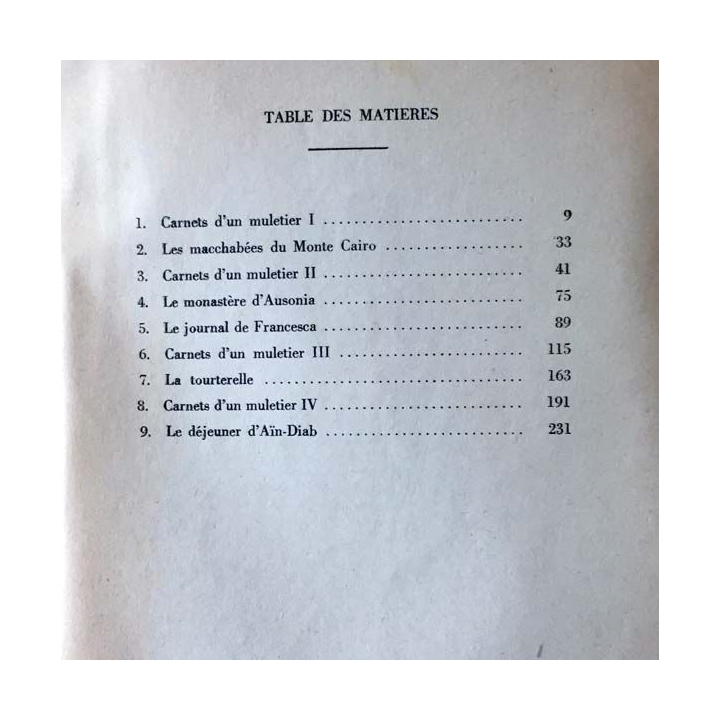 TABLE DES MATIERES
1. Carnets d'un muletier I .......................... 9
2. Les macchabées du Monte Cairo .................. 33
3. Carnets d'un muletier II .......................... 41
4. Le monastère d'Ausonia .......................... 75
5. Le journal de Francesca .......................... 89
6. Carnets d'un muletier III ........................ 115
7. La tourterelle .................................. 163
8. Carnets d'un muletier IV .......................... 191
9. Le déjeuner d'Aïn-Diab .......................... 231